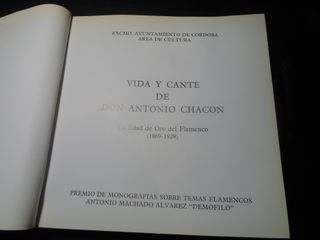 EXCMO. AYUNTAMIENTO DE CORDOBA
AREA DE CULTURA
VIDA Y CANTE
DE
DON ANTONIO CHACON
La Edad de Oro del Flamenco
(1869-1929)
PREMIO DE MONOGRAFIAS SOBRE TEMAS FLAMENCOS
ANTONIO MACHADO ALVAREZ "DEMOFILO"